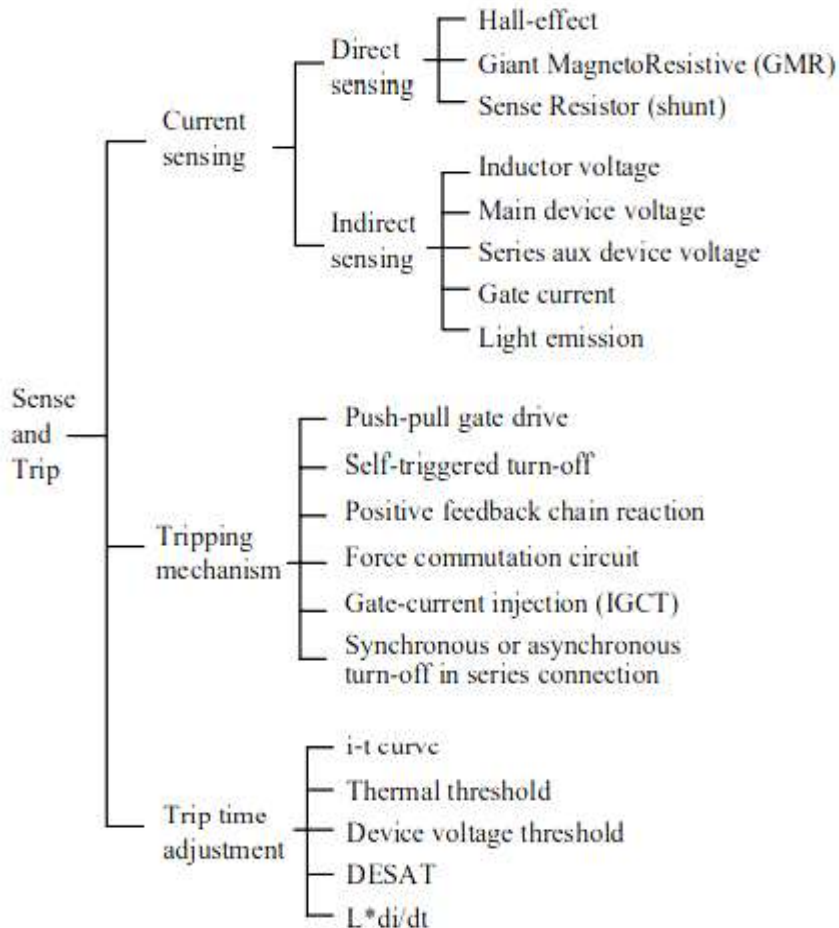 Sense
and
Trip
Current
sensing
Direct
sensing
Hall-effect
Giant MagnetoResistive (GMR)
Sense Resistor (shunt)
Indirect
sensing
Inductor voltage
Main device voltage
Series aux device voltage
Gate current
Light emission
Tripping
mechanism
Push-pull gate drive
Self-triggered turn-off
Positive feedback chain reaction
Force commutation circuit
Gate-current injection (IGCT)
Synchronous or asynchronous
turn-off in series connection
Trip time
adjustment
i-t curve
Thermal threshold
Device voltage threshold
DESAT
L*di/dt